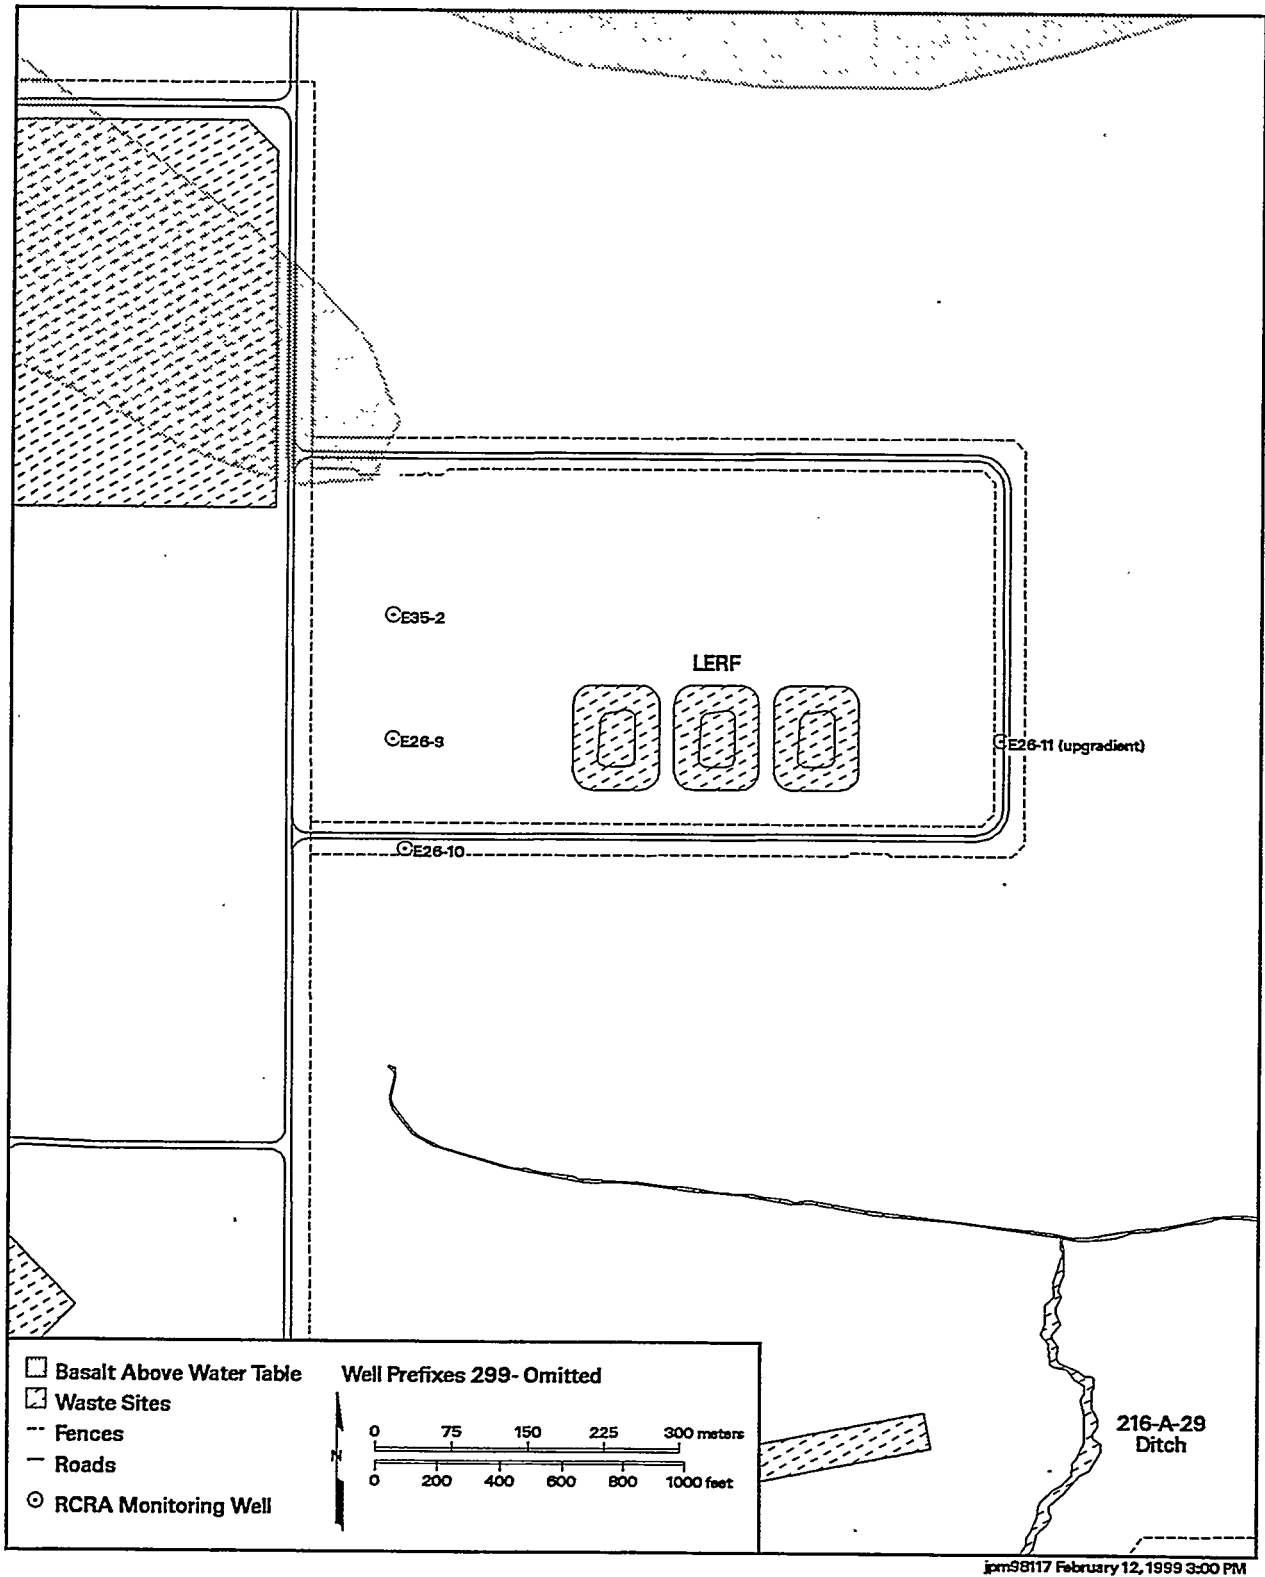 E35-2
LERF
E26-9
E26-11 (upgradient)
E26-10
Basalt Above Water Table
Waste Sites
Fences
Roads
RCRA Monitoring Well
Well Prefixes 299- Omitted
N
0 75 150 225 300 meters
0 200 400 600 800 1000 feet
216-A-29
Ditch
jpm98117 February 12, 1999 3:00 PM